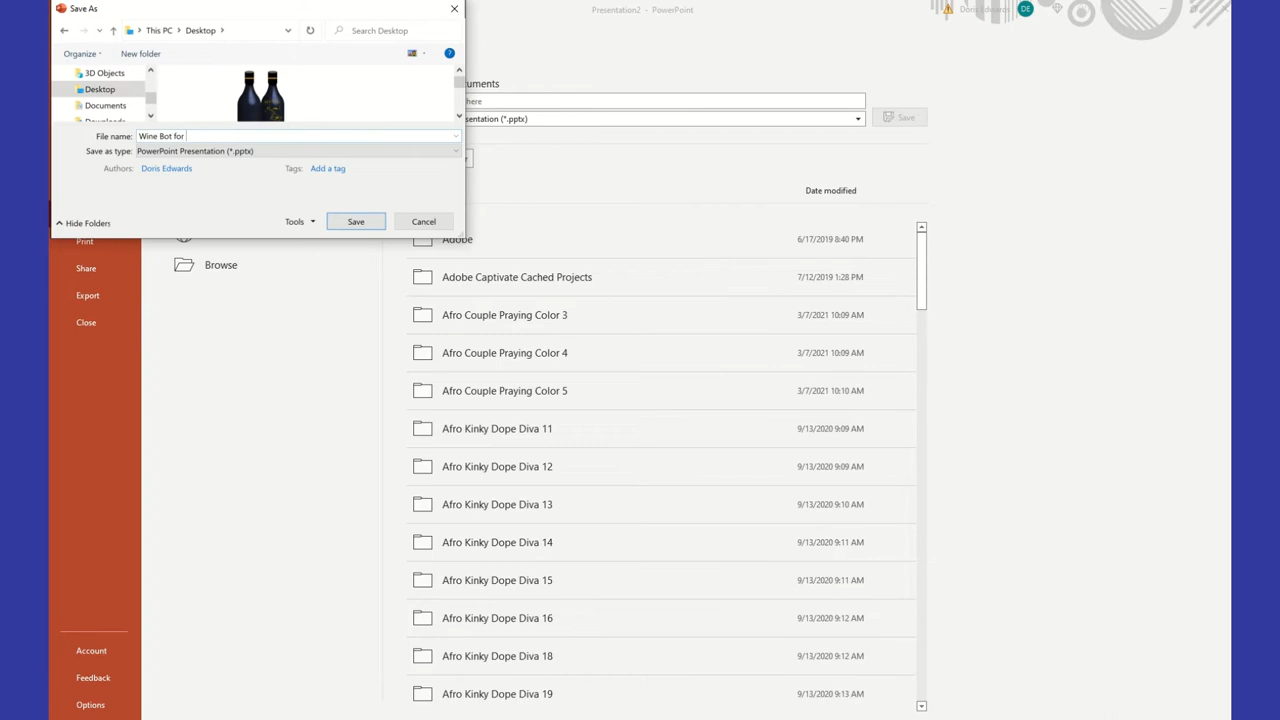 Save As
Presentation2 - PowerPoint
Doris Edwards DE
This PC > Desktop >
Search Desktop
Organize
New folder
?
3D Objects
Desktop
Documents
Downloads
uments
here
sentation (*.pptx)
Save
File name: Wine Bot for
Save as type: PowerPoint Presentation (*.pptx)
Authors: Doris Edwards
Tags: Add a tag
Date modified
Hide Folders
Tools
Save
Cancel
Print
Share
Export
Close
Browse
Adobe 6/17/2019 8:40 PM
Adobe Captivate Cached Projects 7/12/2019 1:28 PM
Afro Couple Praying Color 3 3/7/2021 10:09 AM
Afro Couple Praying Color 4 3/7/2021 10:09 AM
Afro Couple Praying Color 5 3/7/2021 10:10 AM
Afro Kinky Dope Diva 11 9/13/2020 9:09 AM
Afro Kinky Dope Diva 12 9/13/2020 9:09 AM
Afro Kinky Dope Diva 13 9/13/2020 9:10 AM
Afro Kinky Dope Diva 14 9/13/2020 9:11 AM
Afro Kinky Dope Diva 15 9/13/2020 9:11 AM
Afro Kinky Dope Diva 16 9/13/2020 9:12 AM
Afro Kinky Dope Diva 18 9/13/2020 9:12 AM
Afro Kinky Dope Diva 19 9/13/2020 9:13 AM
Account
Feedback
Options